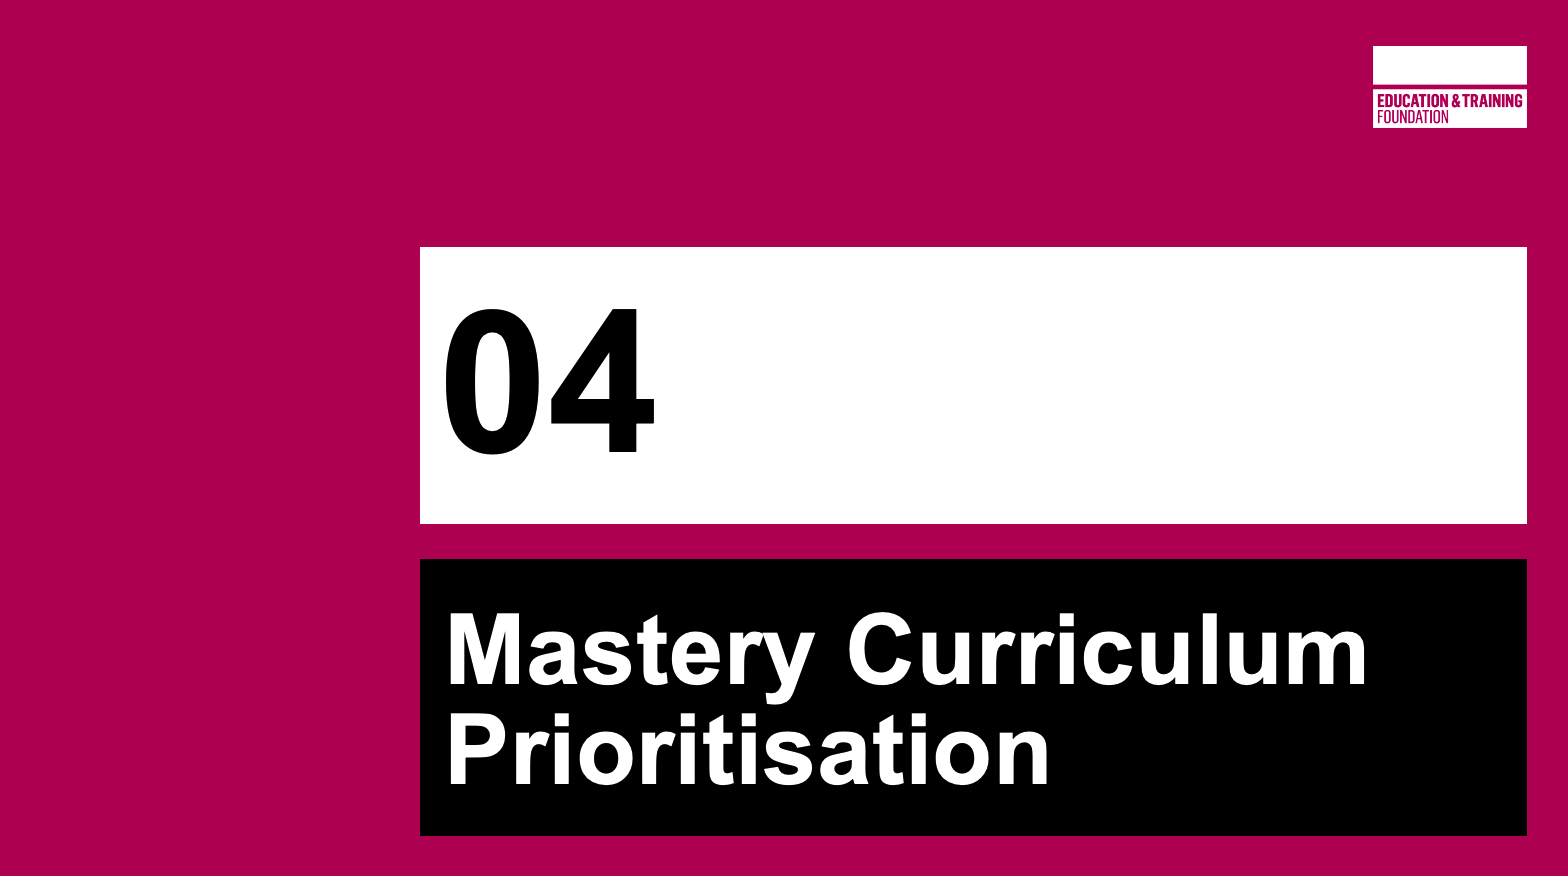 EDUCATION & TRAINING
FOUNDATION
04
Mastery Curriculum
Prioritisation